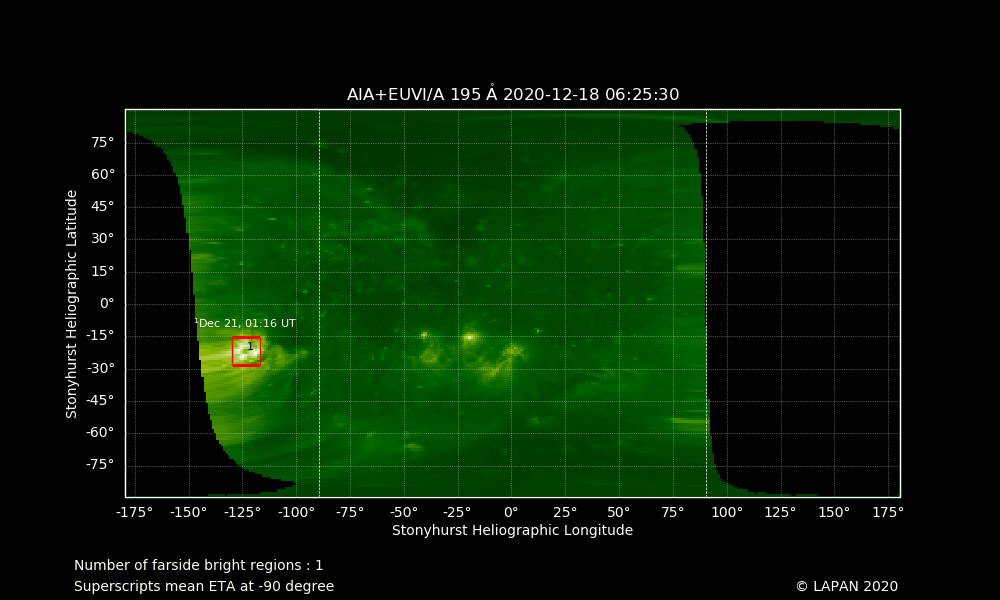 AIA+EUVI/A 195 Å 2020-12-18 06:25:30
75°
60°
45°
30°
15°
0°
-15°
-30°
-45°
-60°
-75°
Stonyhurst Heliographic Latitude
¹Dec 21, 01:16 UT
1
-175° -150° -125° -100° -75° -50° -25° 0° 25° 50° 75° 100° 125° 150° 175°
Stonyhurst Heliographic Longitude
Number of farside bright regions : 1
Superscripts mean ETA at -90 degree
© LAPAN 2020